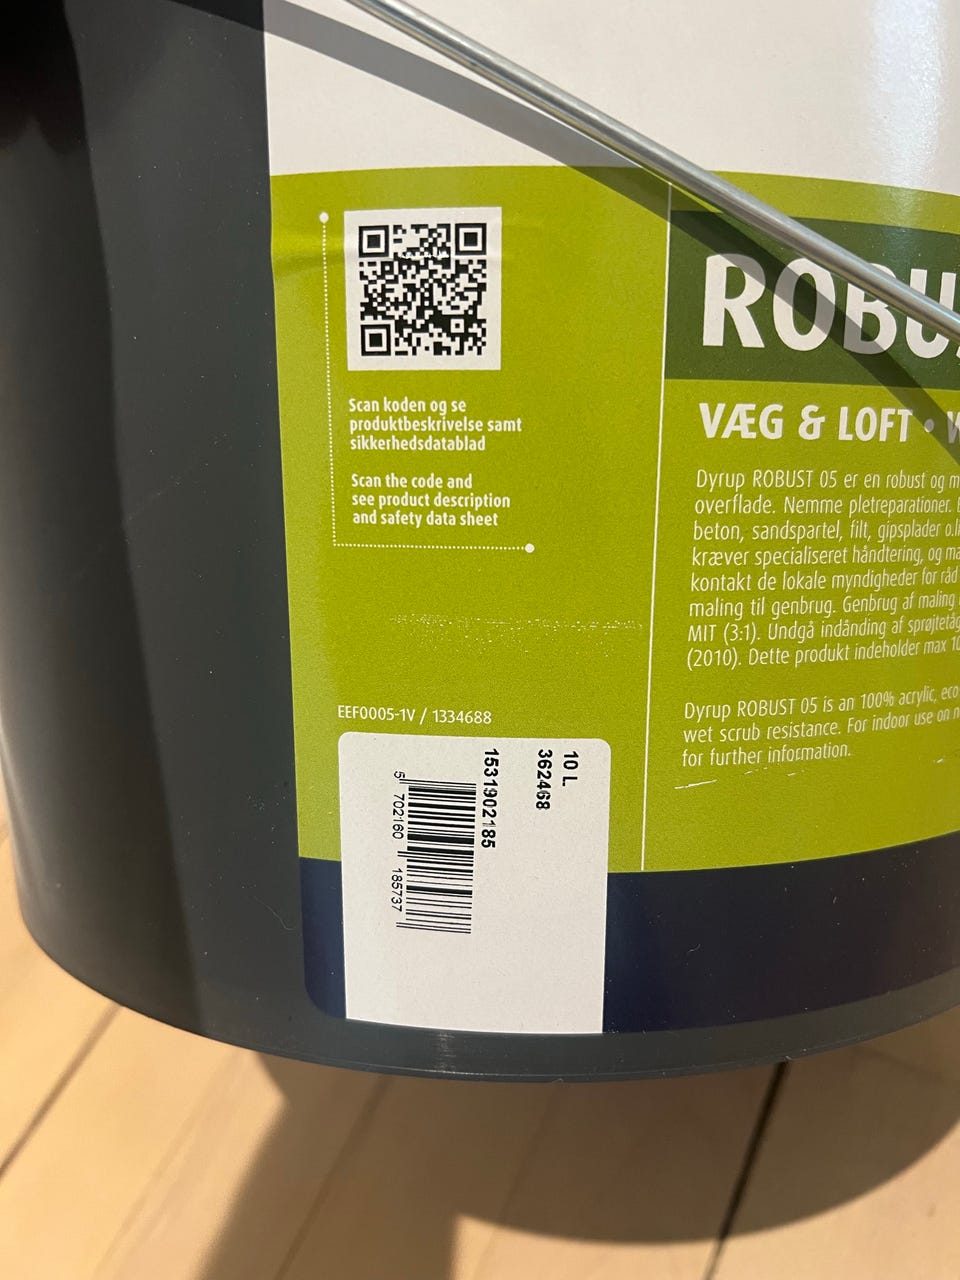 Scan koden og se
produktbeskrivelse samt
sikkerhedsdatablad
Scan the code and
see product description
and safety data sheet
EEF0005-1V / 1334688
10 L
362468
1531902185
5 702160 185737
VÆG & LOFT •
Dyrup ROBUST 05 er en robust og
overflade. Nemme pletreparationer.
beton, sandspartel, filt, gipsplader
kræver specialiseret håndtering, og
kontakt de lokale myndigheder for råd
maling til genbrug. Genbrug af maling
MIT (3:1). Undgå indånding af
(2010). Dette produkt indeholder max
Dyrup ROBUST 05 is an 100% acrylic,
wet scrub resistance. For indoor use on
for further information.